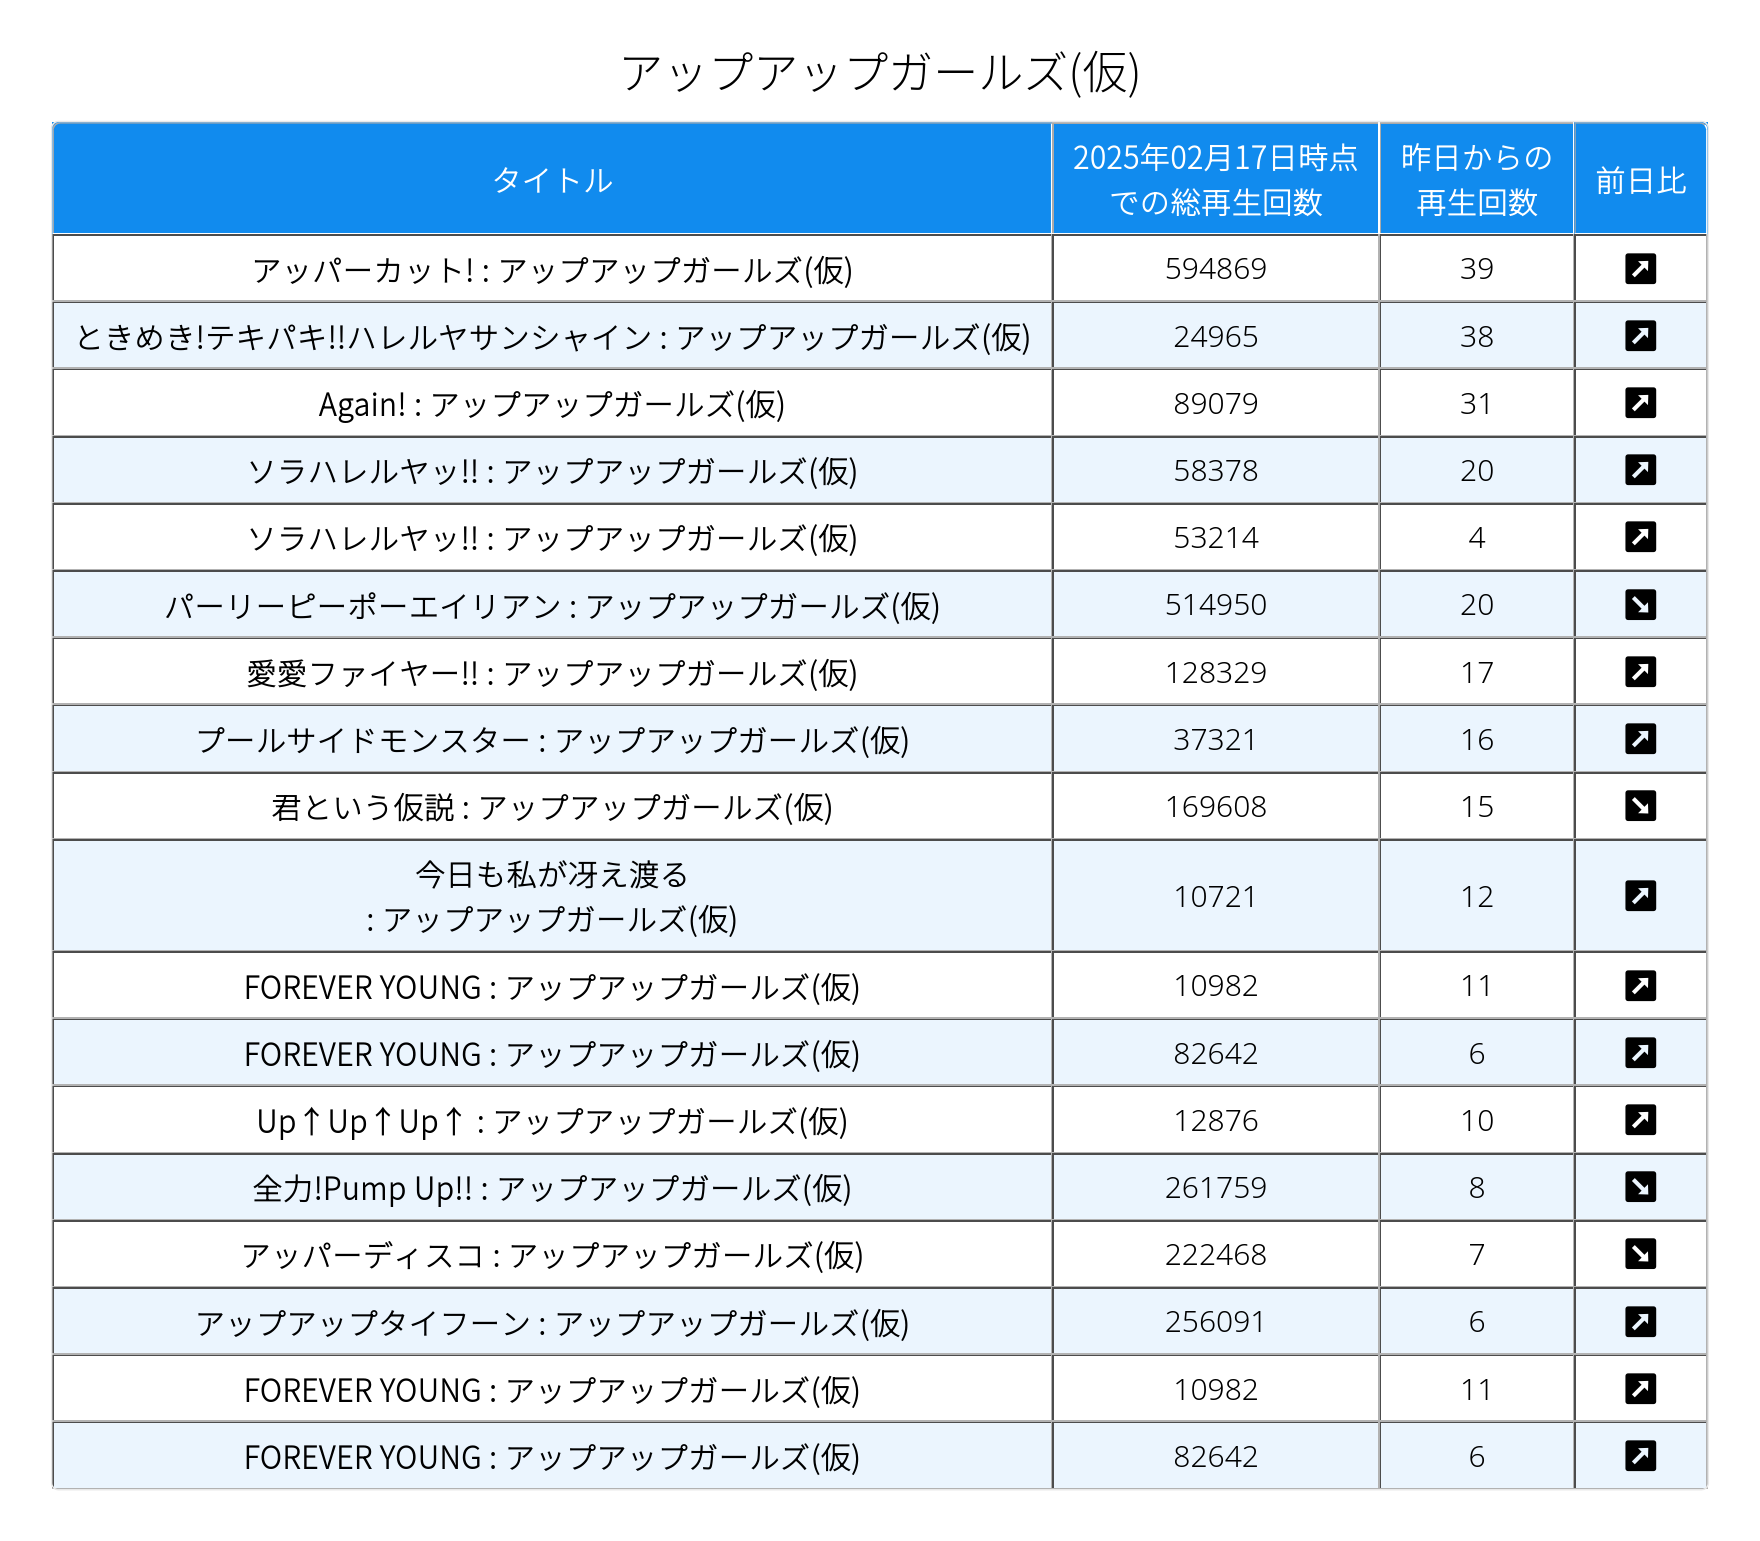 アップアップガールズ(仮)
タイトル 2025年02月17日時点 昨日からの 前日比
での総再生回数 再生回数
アッパーカット! : アップアップガールズ(仮) 594869 39
ときめき!テキパキ!!ハレルヤサンシャイン : アップアップガールズ(仮) 24965 38
Again! : アップアップガールズ(仮) 89079 31
ソラハレルヤッ!! : アップアップガールズ(仮) 58378 20
ソラハレルヤッ!! : アップアップガールズ(仮) 53214 4
パーリーピーポーエイリアン : アップアップガールズ(仮) 514950 20
愛愛ファイヤー!! : アップアップガールズ(仮) 128329 17
プールサイドモンスター : アップアップガールズ(仮) 37321 16
君という仮説 : アップアップガールズ(仮) 169608 15
今日も私が冴え渡る
: アップアップガールズ(仮) 10721 12
FOREVER YOUNG : アップアップガールズ(仮) 10982 11
FOREVER YOUNG : アップアップガールズ(仮) 82642 6
Up↑Up↑Up↑ : アップアップガールズ(仮) 12876 10
全力!Pump Up!! : アップアップガールズ(仮) 261759 8
アッパーディスコ : アップアップガールズ(仮) 222468 7
アップアップタイフーン : アップアップガールズ(仮) 256091 6
FOREVER YOUNG : アップアップガールズ(仮) 10982 11
FOREVER YOUNG : アップアップガールズ(仮) 82642 6